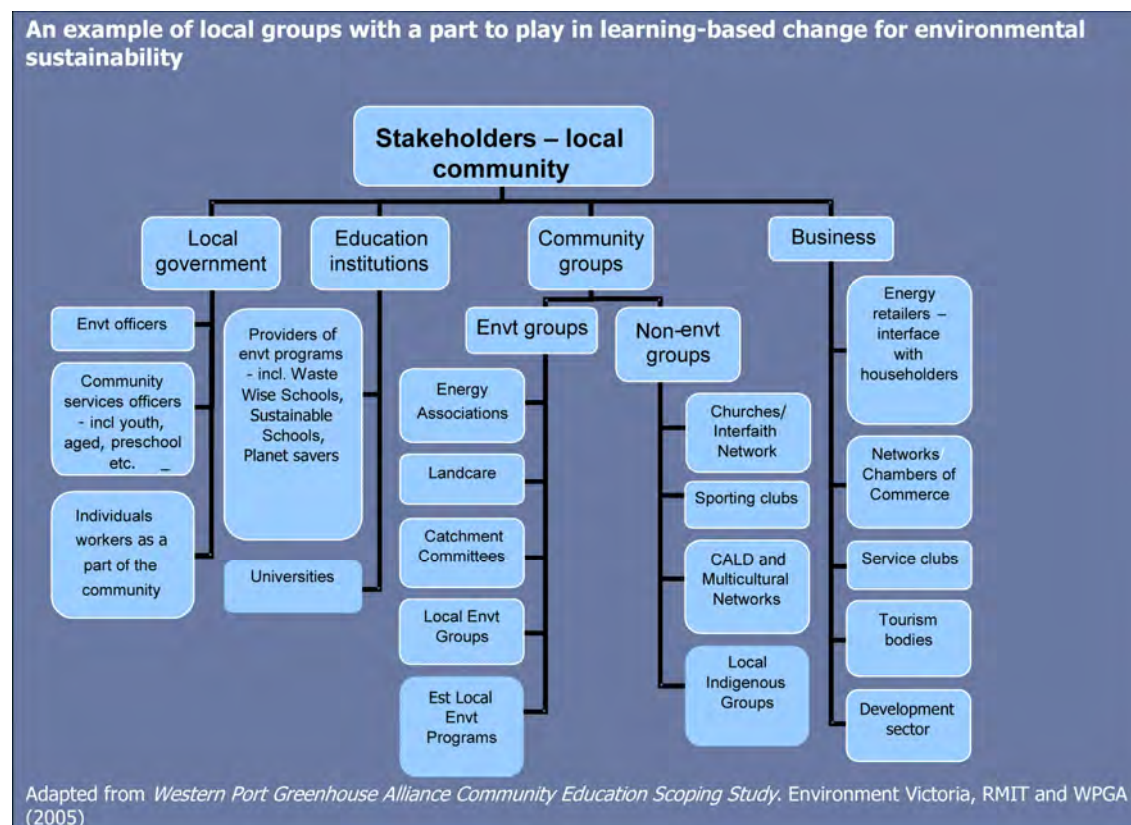 An example of local groups with a part to play in learning-based change for environmental
sustainability
Stakeholders – local
community
Local
government
Education
institutions
Community
groups
Business
Envt officers
Community
services officers
- incl youth,
aged, preschool
etc. _
Individuals
workers as a
part of the
community
Providers of
envt programs
- incl. Waste
Wise Schools,
Sustainable
Schools,
Planet savers
Universities
Envt groups
Non-envt
groups
Energy
Associations
Landcare
Catchment
Committees
Local Envt
Groups
Est Local
Envt
Programs
Churches/
Interfaith
Network
Sporting clubs
CALD and
Multicultural
Networks
Local
Indigenous
Groups
Energy
retailers –
interface
with
householders
Networks/
Chambers of
Commerce
Service clubs
Tourism
bodies
Development
sector
Adapted from Western Port Greenhouse Alliance Community Education Scoping Study. Environment Victoria, RMIT and WPGA
(2005)